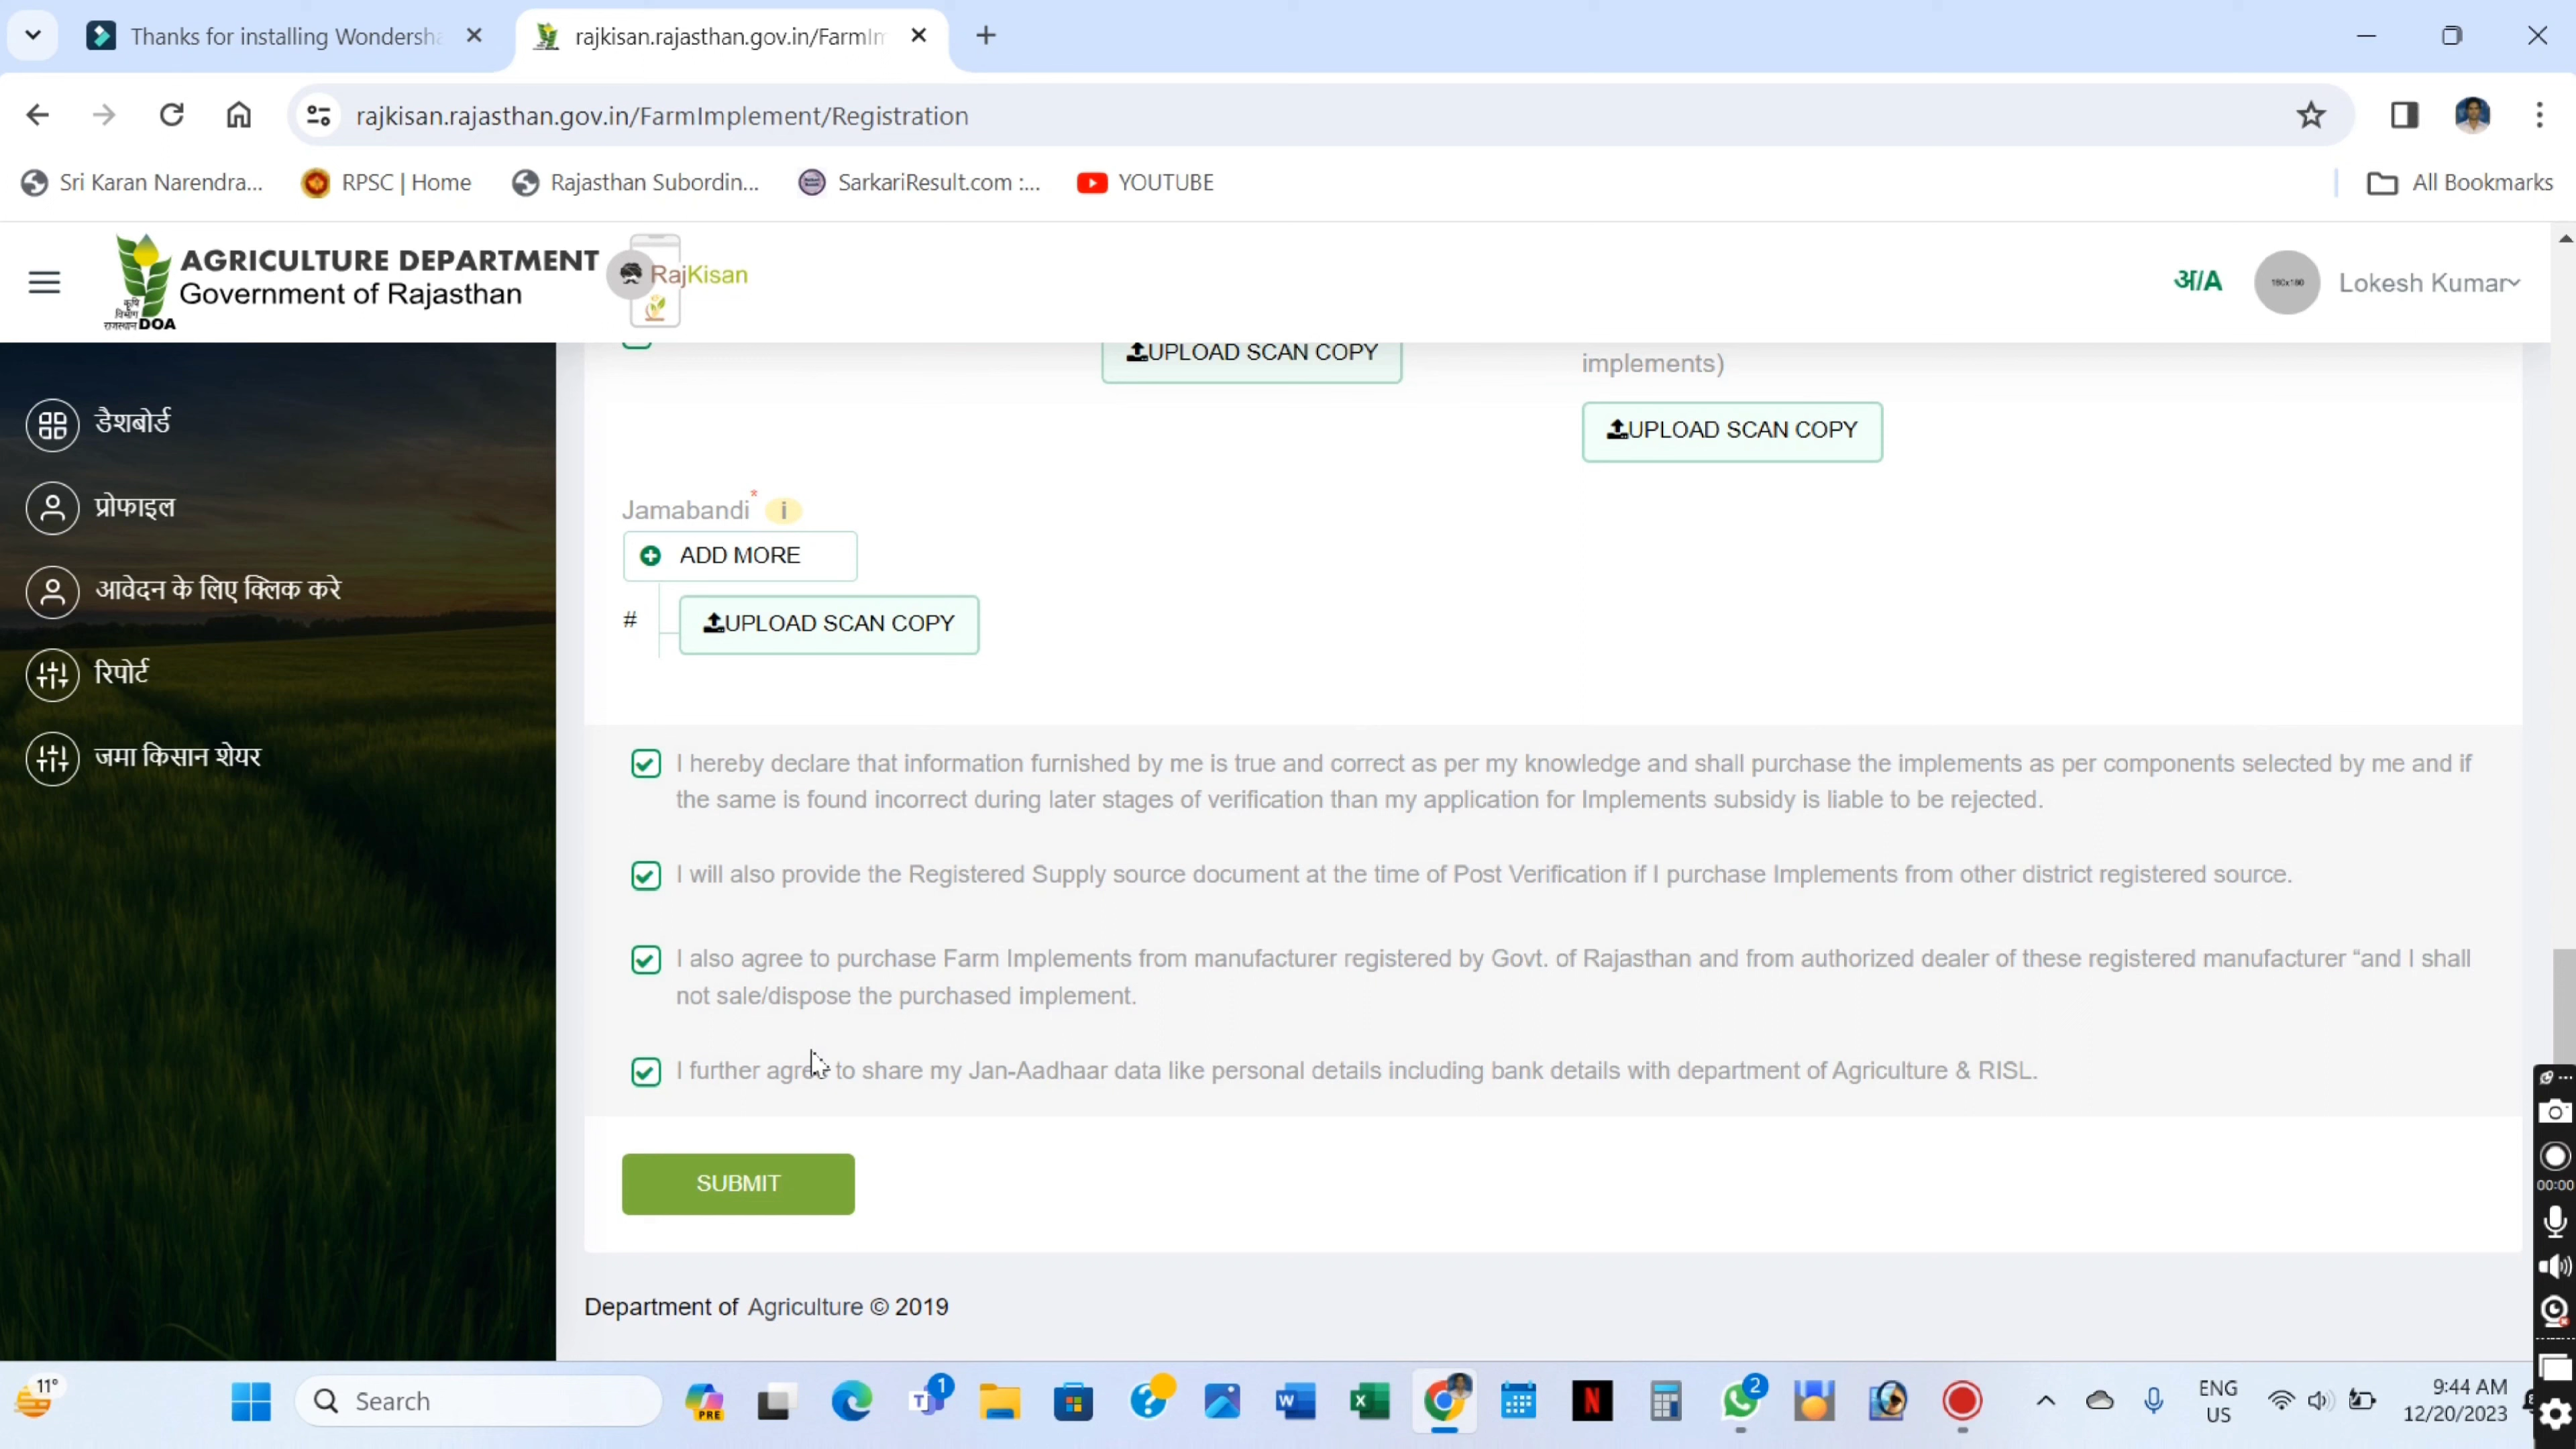 Thanks for installing Wondersha
rajkisan.rajasthan.gov.in/FarmIm
rajkisan.rajasthan.gov.in/FarmImplement/Registration
Sri Karan Narendra...
RPSC | Home
Rajasthan Subordin...
SarkariResult.com :...
YOUTUBE
All Bookmarks
कृषि
विभाग
राजस्थान DOA
AGRICULTURE DEPARTMENT
Government of Rajasthan
RajKisan
अ/A
180x180
Lokesh Kumar
डैशबोर्ड
प्रोफाइल
आवेदन के लिए क्लिक करे
रिपोर्ट
जमा किसान शेयर
UPLOAD SCAN COPY
implements)
UPLOAD SCAN COPY
Jamabandi* i
ADD MORE
# UPLOAD SCAN COPY
I hereby declare that information furnished by me is true and correct as per my knowledge and shall purchase the implements as per components selected by me and if
the same is found incorrect during later stages of verification than my application for Implements subsidy is liable to be rejected.
I will also provide the Registered Supply source document at the time of Post Verification if I purchase Implements from other district registered source.
I also agree to purchase Farm Implements from manufacturer registered by Govt. of Rajasthan and from authorized dealer of these registered manufacturer “and I shall
not sale/dispose the purchased implement.
I further agree to share my Jan-Aadhaar data like personal details including bank details with department of Agriculture & RISL.
SUBMIT
Department of Agriculture © 2019
00:00
11°
Search
PRE
1
2
ENG
US
9:44 AM
12/20/2023